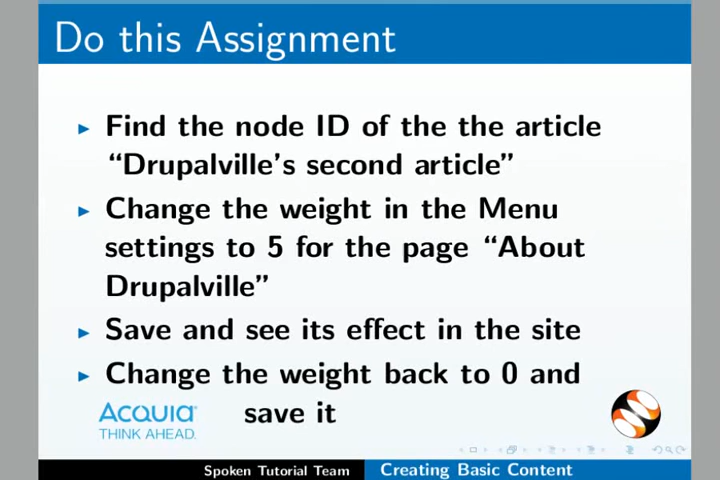 Do this Assignment
Find the node ID of the the article
“Drupalville’s second article”
Change the weight in the Menu
settings to 5 for the page “About
Drupalville”
Save and see its effect in the site
Change the weight back to 0 and
save it
ACQUIA
THINK AHEAD.
Spoken Tutorial Team
Creating Basic Content